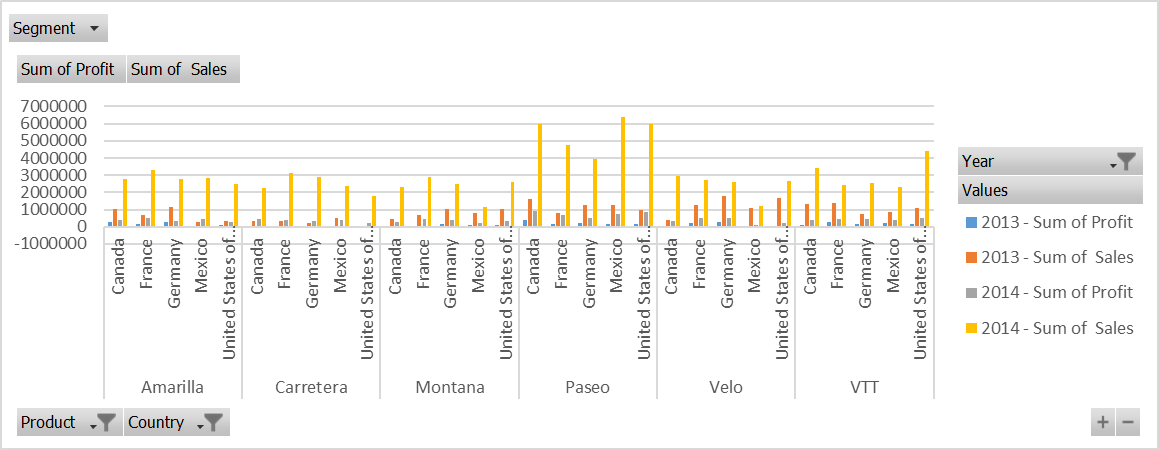 Segment
Sum of Profit Sum of  Sales
7000000
6000000
5000000
4000000
3000000
2000000
1000000
0
-1000000
Canada France Germany Mexico United States of... Canada France Germany Mexico United States of... Canada France Germany Mexico United States of... Canada France Germany Mexico United States of... Canada France Germany Mexico United States of... Canada France Germany Mexico United States of...
Amarilla Carretera Montana Paseo Velo VTT
Year
Values
2013 - Sum of Profit
2013 - Sum of  Sales
2014 - Sum of Profit
2014 - Sum of  Sales
Product Country
+ −